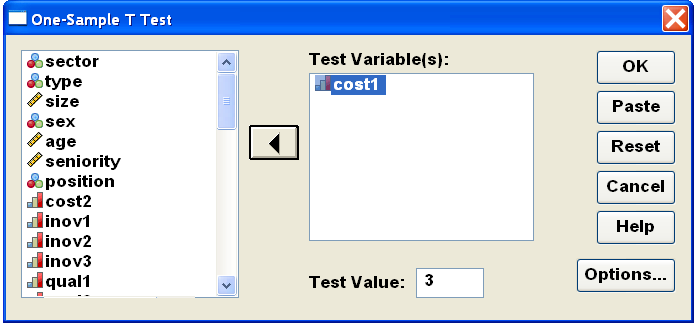 One-Sample T Test
sector
type
size
sex
age
seniority
position
cost2
inov1
inov2
inov3
qual1
Test Variable(s):
cost1
Test Value: 3
OK
Paste
Reset
Cancel
Help
Options...